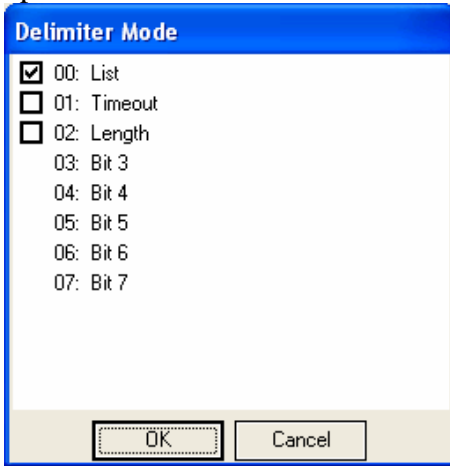 Delimiter Mode
00: List
01: Timeout
02: Length
03: Bit 3
04: Bit 4
05: Bit 5
06: Bit 6
07: Bit 7
OK Cancel